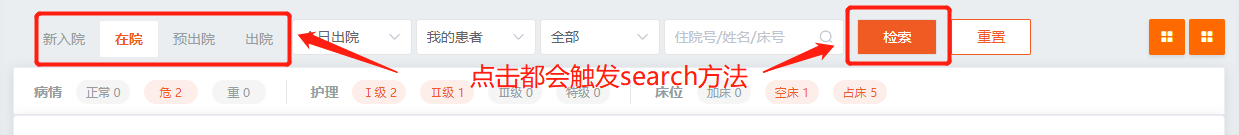 新入院 在院 预出院 出院 日出院 我的患者 全部 住院号/姓名/床号 检索 重置
点击都会触发search方法
病情 正常 0 危 2 重 0 护理 Ⅰ级 2 Ⅱ级 1 Ⅲ级 0 特级 0 床位 加床 0 空床 1 占床 5